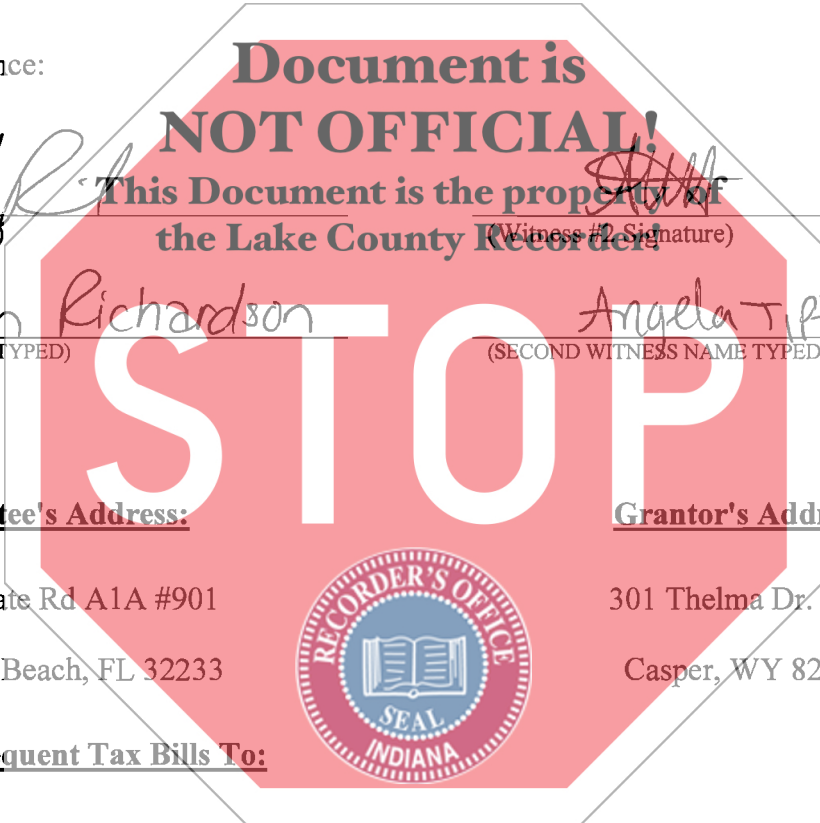 nce:
Document is
NOT OFFICIAL!
This Document is the property of
the Lake County Recorder!
(Witness #2 Signature)
Richardson
Angela TIP
TYPED)
(SECOND WITNESS NAME TYPED
STOP
tee's Address:
Grantor's Addr
ate Rd A1A #901
301 Thelma Dr.
Beach, FL 32233
Casper, WY 82
quent Tax Bills To:
RECORDER'S OFFICE
SEAL
INDIANA